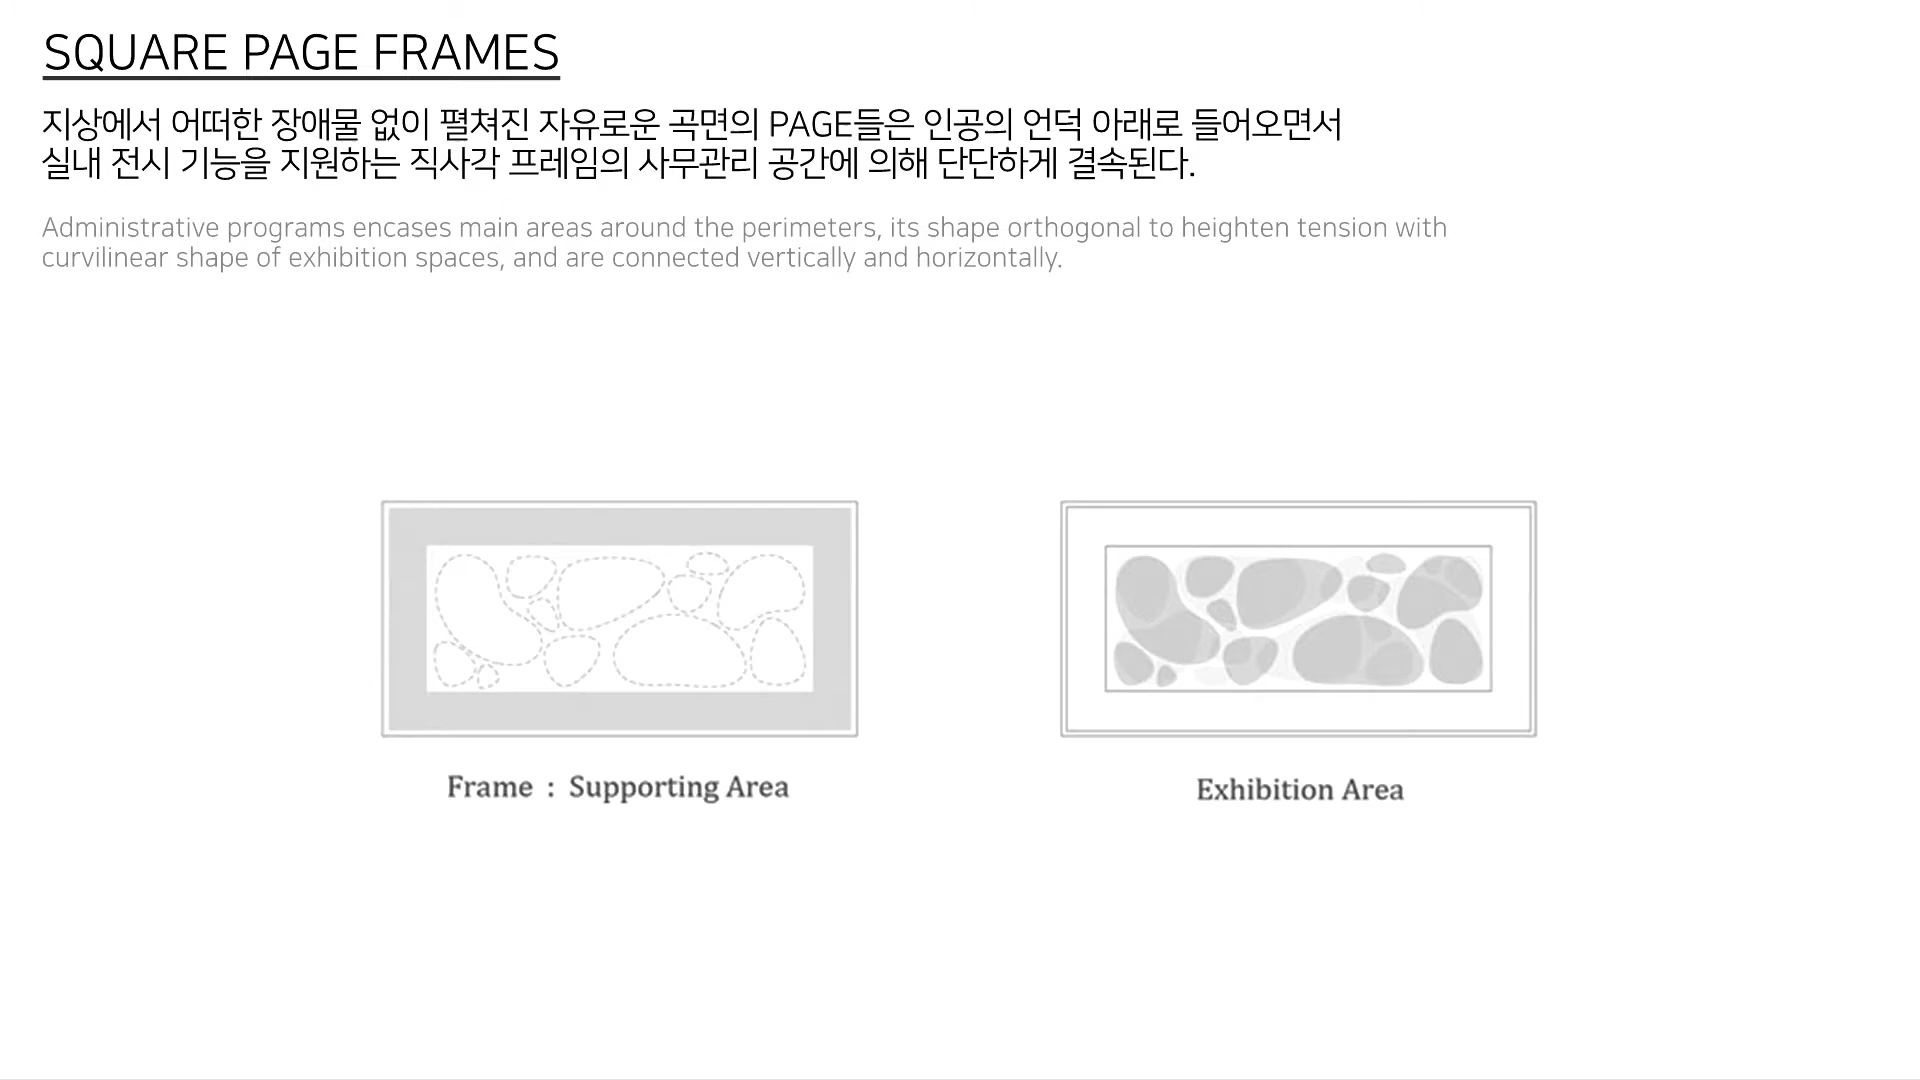 SQUARE PAGE FRAMES
지상에서 어떠한 장애물 없이 펼쳐진 자유로운 곡면의 PAGE들은 인공의 언덕 아래로 들어오면서
실내 전시 기능을 지원하는 직사각 프레임의 사무관리 공간에 의해 단단하게 결속된다.
Administrative programs encases main areas around the perimeters, its shape orthogonal to heighten tension with
curvilinear shape of exhibition spaces, and are connected vertically and horizontally.
Frame : Supporting Area
Exhibition Area